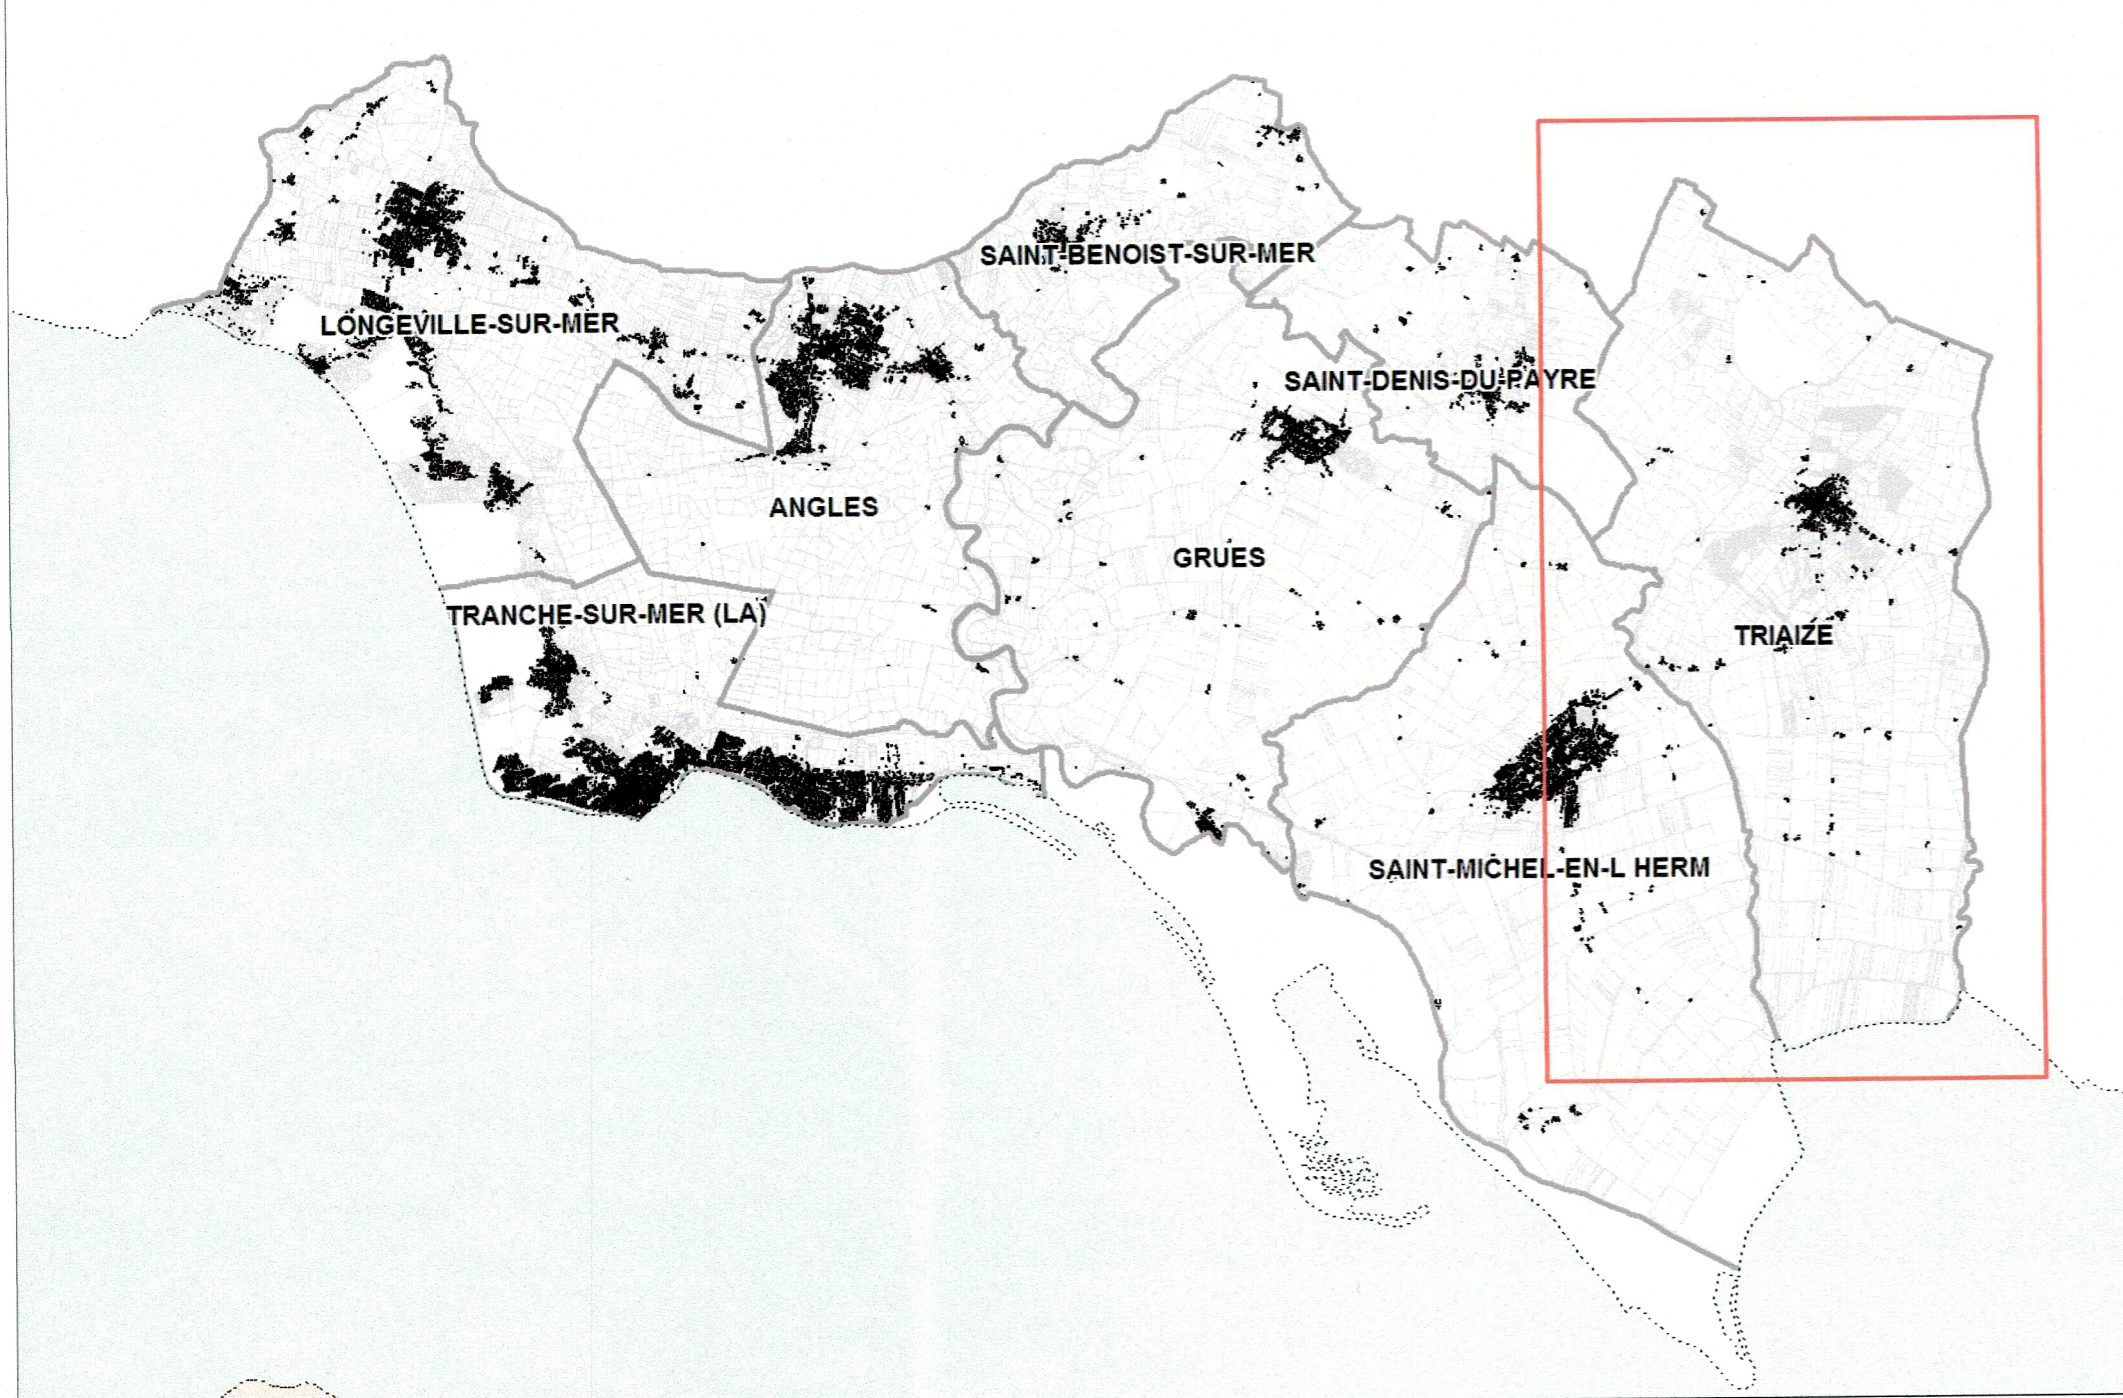 SAINT-BENOIST-SUR-MER
LONGEVILLE-SUR-MER
SAINT-DENIS-DU-PAYRE
ANGLES
GRUES
TRANCHE-SUR-MER (LA)
TRIAIZE
SAINT-MICHEL-EN-L HERM